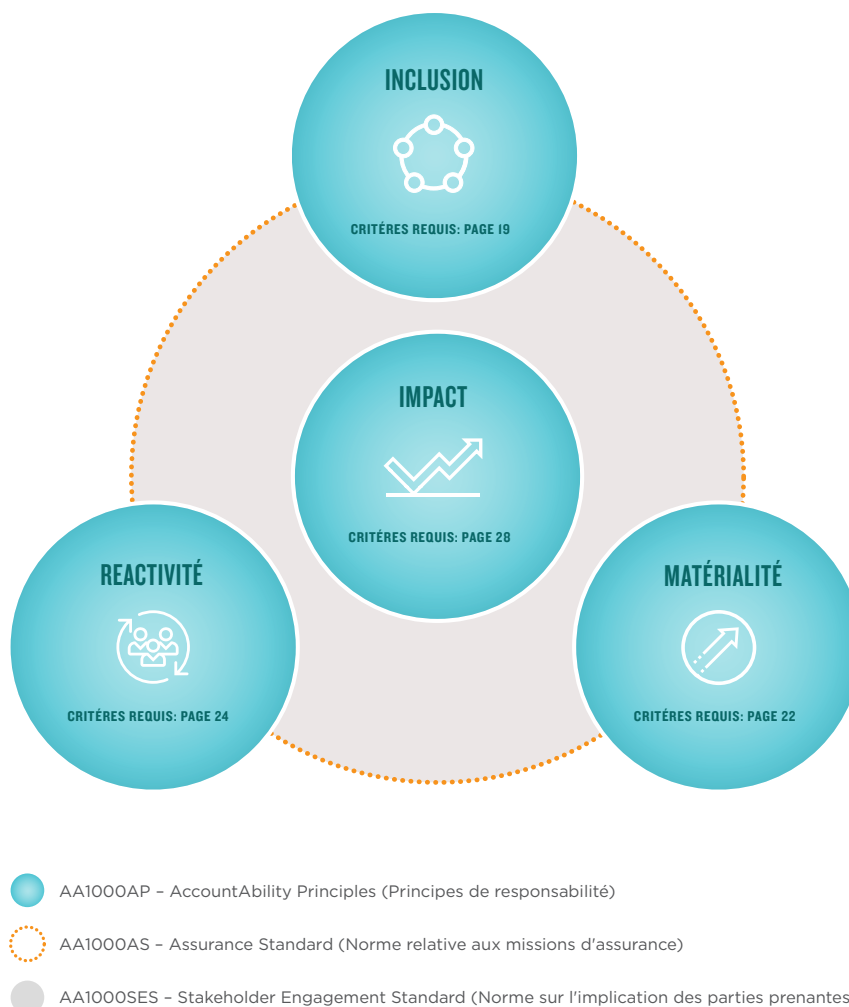 INCLUSION
CRITÉRES REQUIS: PAGE 19
IMPACT
CRITÉRES REQUIS: PAGE 28
REACTIVITÉ
CRITÉRES REQUIS: PAGE 24
MATÉRIALITÉ
CRITÉRES REQUIS: PAGE 22
AA1000AP – AccountAbility Principles (Principes de responsabilité)
AA1000AS – Assurance Standard (Norme relative aux missions d'assurance)
AA1000SES – Stakeholder Engagement Standard (Norme sur l'implication des parties prenantes